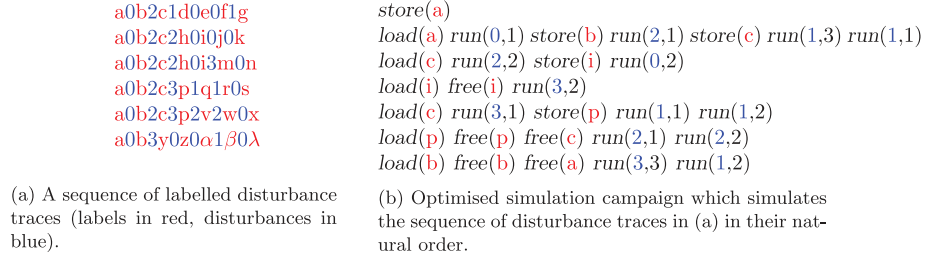 a0b2c1d0e0f1g
a0b2c2h0i0j0k
a0b2c2h0i3m0n
a0b2c3p1q1r0s
a0b2c3p2v2w0x
a0b3y0z0α1β0λ
(a) A sequence of labelled disturbance
traces (labels in red, disturbances in
blue).
store(a)
load(a) run(0,1) store(b) run(2,1) store(c) run(1,3) run(1,1)
load(c) run(2,2) store(i) run(0,2)
load(i) free(i) run(3,2)
load(c) run(3,1) store(p) run(1,1) run(1,2)
load(p) free(p) free(c) run(2,1) run(2,2)
load(b) free(b) free(a) run(3,3) run(1,2)
(b) Optimised simulation campaign which simulates
the sequence of disturbance traces in (a) in their nat-
ural order.